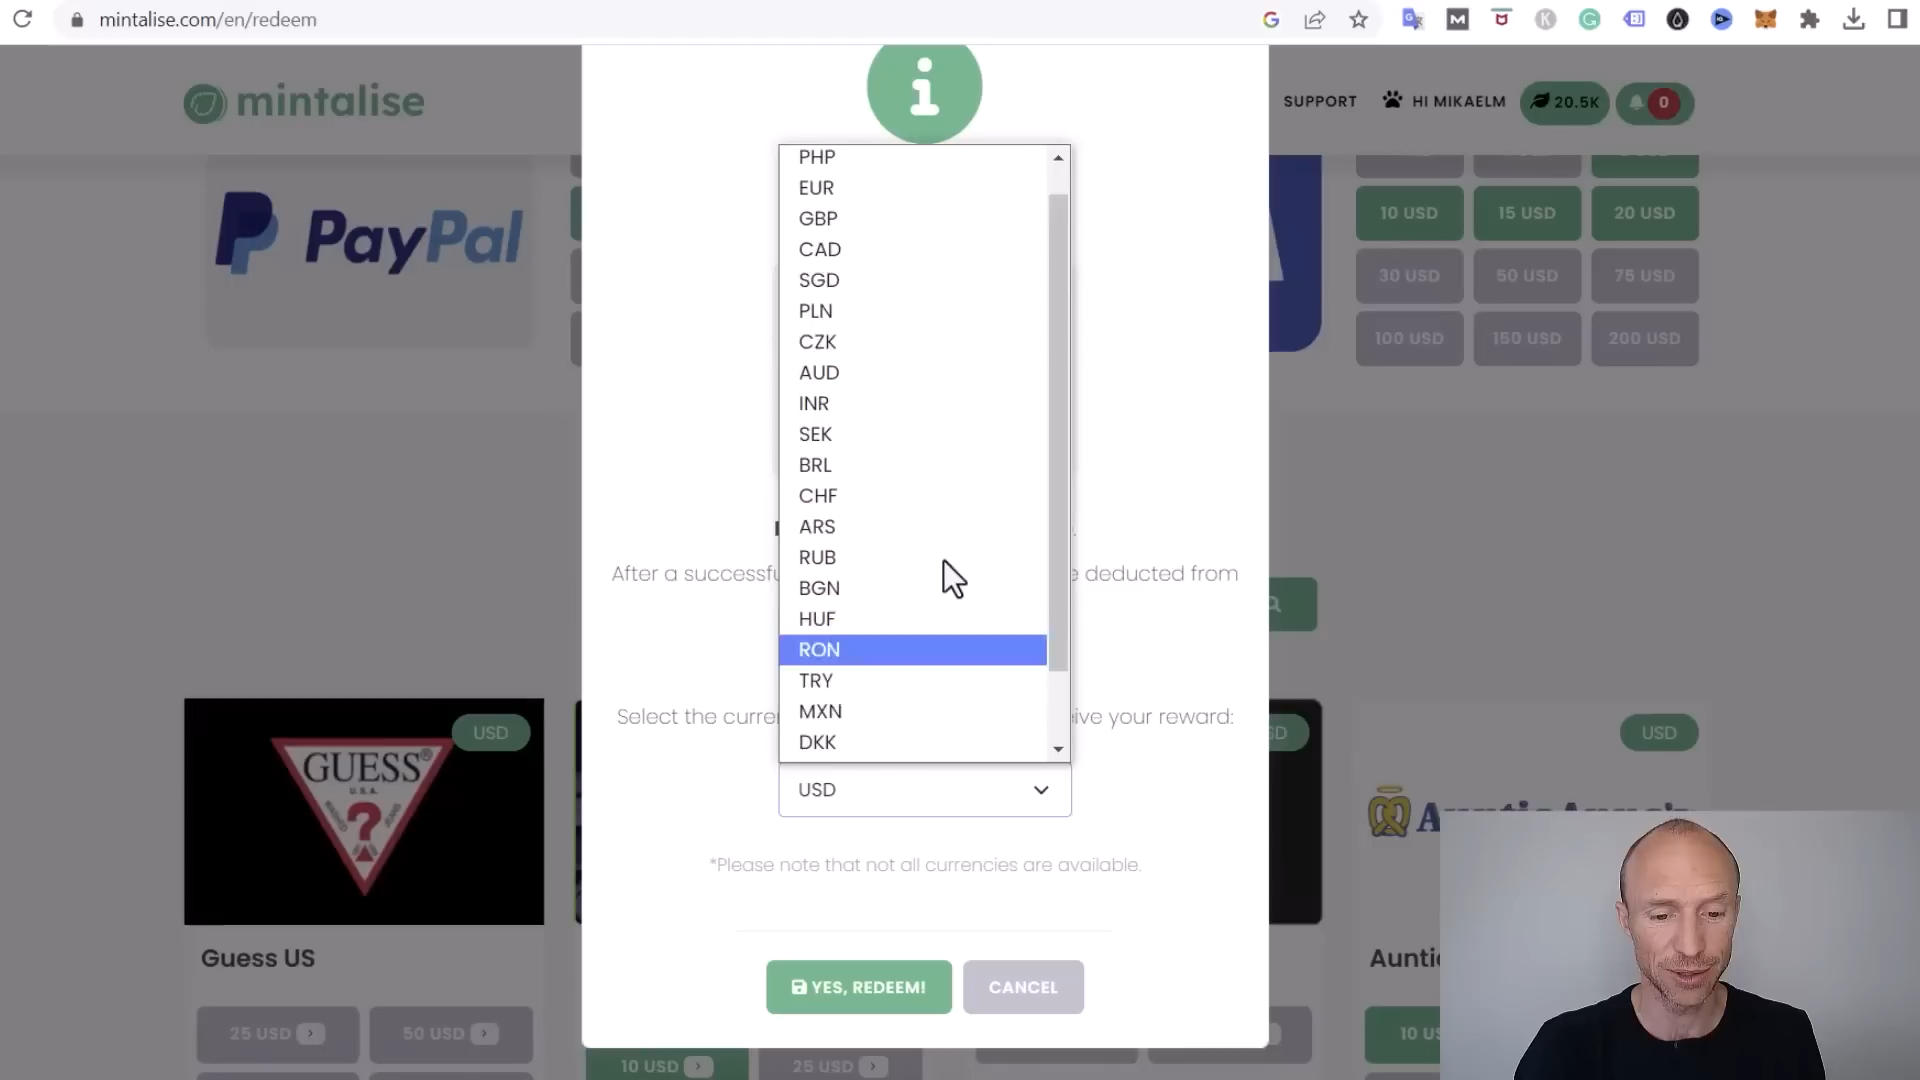 mintalise.com/en/redeem
mintalise
SUPPORT
HI MIKAELM
20.5K
0
PayPal
10 USD
15 USD
20 USD
30 USD
50 USD
75 USD
100 USD
150 USD
200 USD
PHP
EUR
GBP
CAD
SGD
PLN
CZK
AUD
INR
SEK
BRL
CHF
ARS
RUB
BGN
HUF
RON
TRY
MXN
DKK
After a successfu
deducted from
Select the curre
ive your reward:
USD
*Please note that not all currencies are available.
YES, REDEEM!
CANCEL
USD
GUESS
U.S.A.
WASHED
JEANS
?
Guess US
25 USD
50 USD
10 USD
25 USD
USD
Auntie
10 US